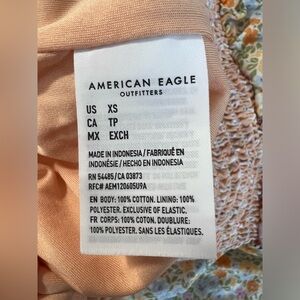 AMERICAN EAGLE
OUTFITTERS
US XS
CA TP
MX EXCH
MADE IN INDONESIA / FABRIQUÉ EN
INDONÉSIE / HECHO EN INDONESIA
RN 54485/CA 03873
RFC# AEM120605U9A
EN BODY: 100% COTTON. LINING: 100%
POLYESTER. EXCLUSIVE OF ELASTIC.
FR CORPS: 100% COTTON. DOUBLURE:
100% POLYESTER. SANS LES ÉLASTIQUES.